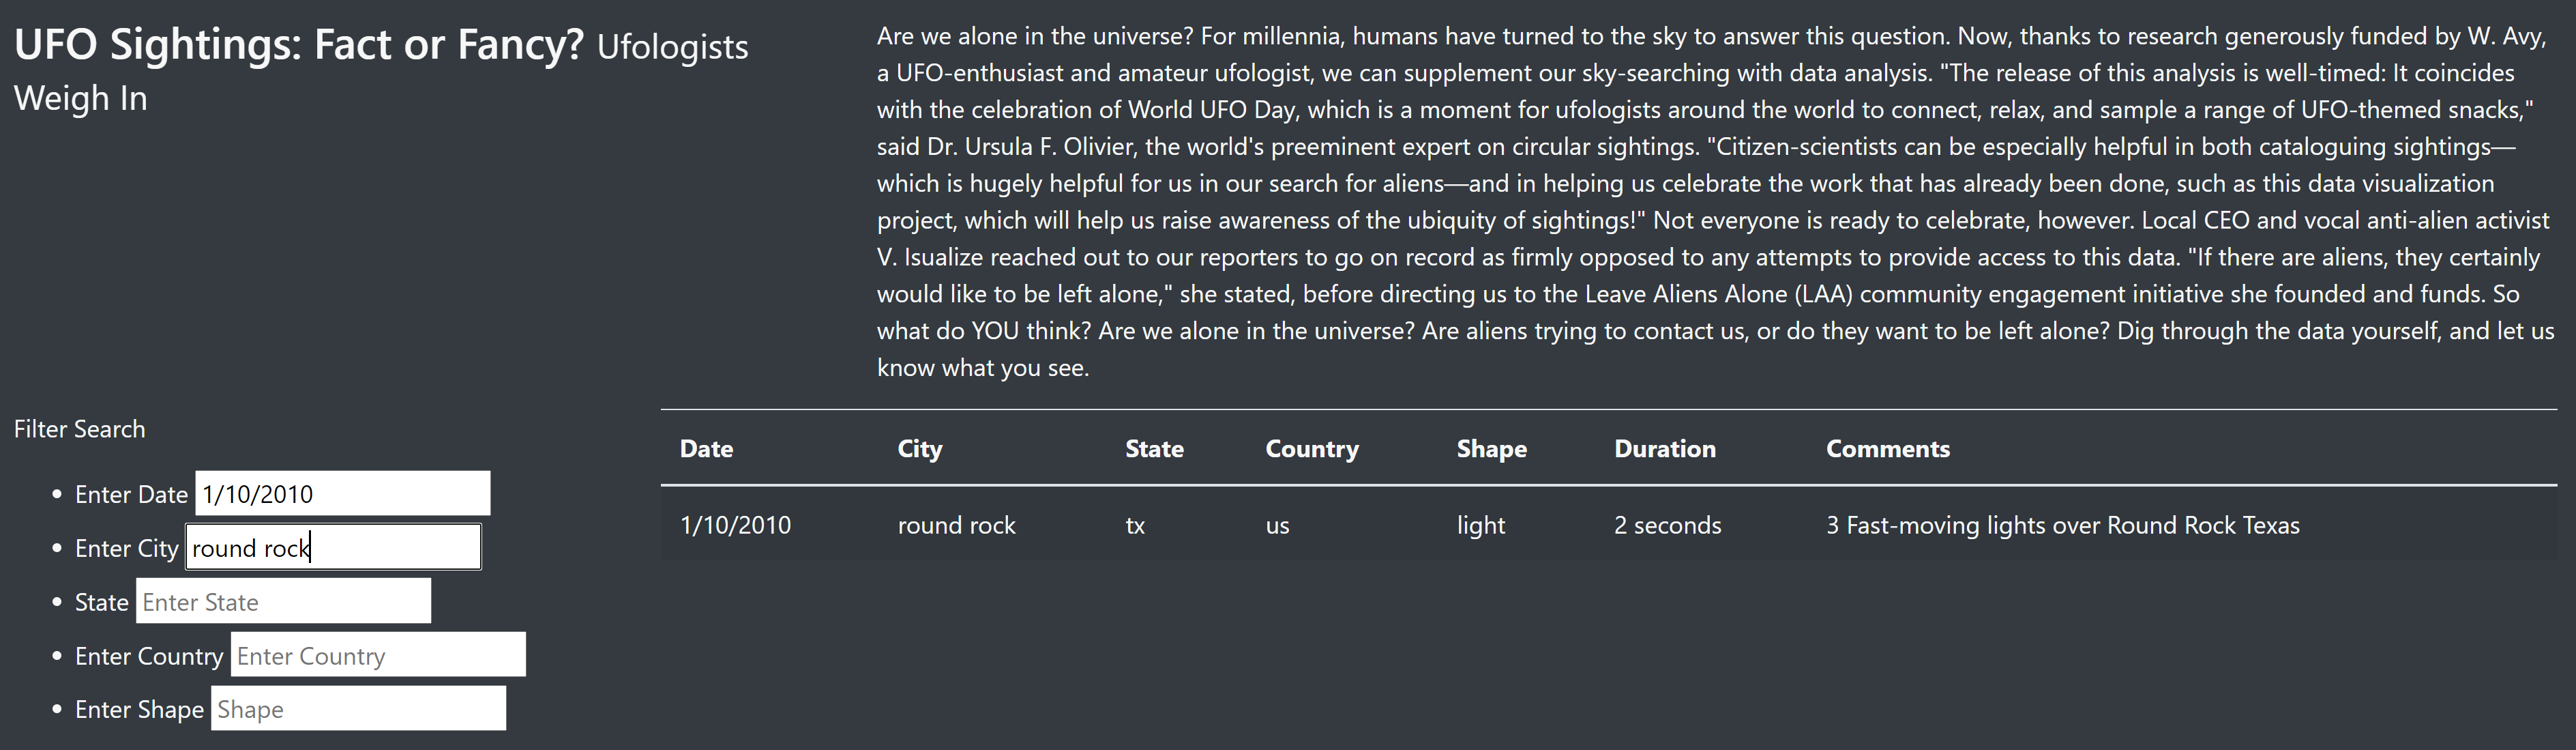 UFO Sightings: Fact or Fancy? Ufologists
Weigh In
Are we alone in the universe? For millennia, humans have turned to the sky to answer this question. Now, thanks to research generously funded by W. Avy,
a UFO-enthusiast and amateur ufologist, we can supplement our sky-searching with data analysis. "The release of this analysis is well-timed: It coincides
with the celebration of World UFO Day, which is a moment for ufologists around the world to connect, relax, and sample a range of UFO-themed snacks,"
said Dr. Ursula F. Olivier, the world's preeminent expert on circular sightings. "Citizen-scientists can be especially helpful in both cataloguing sightings—
which is hugely helpful for us in our search for aliens—and in helping us celebrate the work that has already been done, such as this data visualization
project, which will help us raise awareness of the ubiquity of sightings!" Not everyone is ready to celebrate, however. Local CEO and vocal anti-alien activist
V. Isualize reached out to our reporters to go on record as firmly opposed to any attempts to provide access to this data. "If there are aliens, they certainly
would like to be left alone," she stated, before directing us to the Leave Aliens Alone (LAA) community engagement initiative she founded and funds. So
what do YOU think? Are we alone in the universe? Are aliens trying to contact us, or do they want to be left alone? Dig through the data yourself, and let us
know what you see.
Filter Search
Enter Date 1/10/2010
Enter City round rock
State Enter State
Enter Country Enter Country
Enter Shape Shape
Date City State Country Shape Duration Comments
1/10/2010 round rock tx us light 2 seconds 3 Fast-moving lights over Round Rock Texas